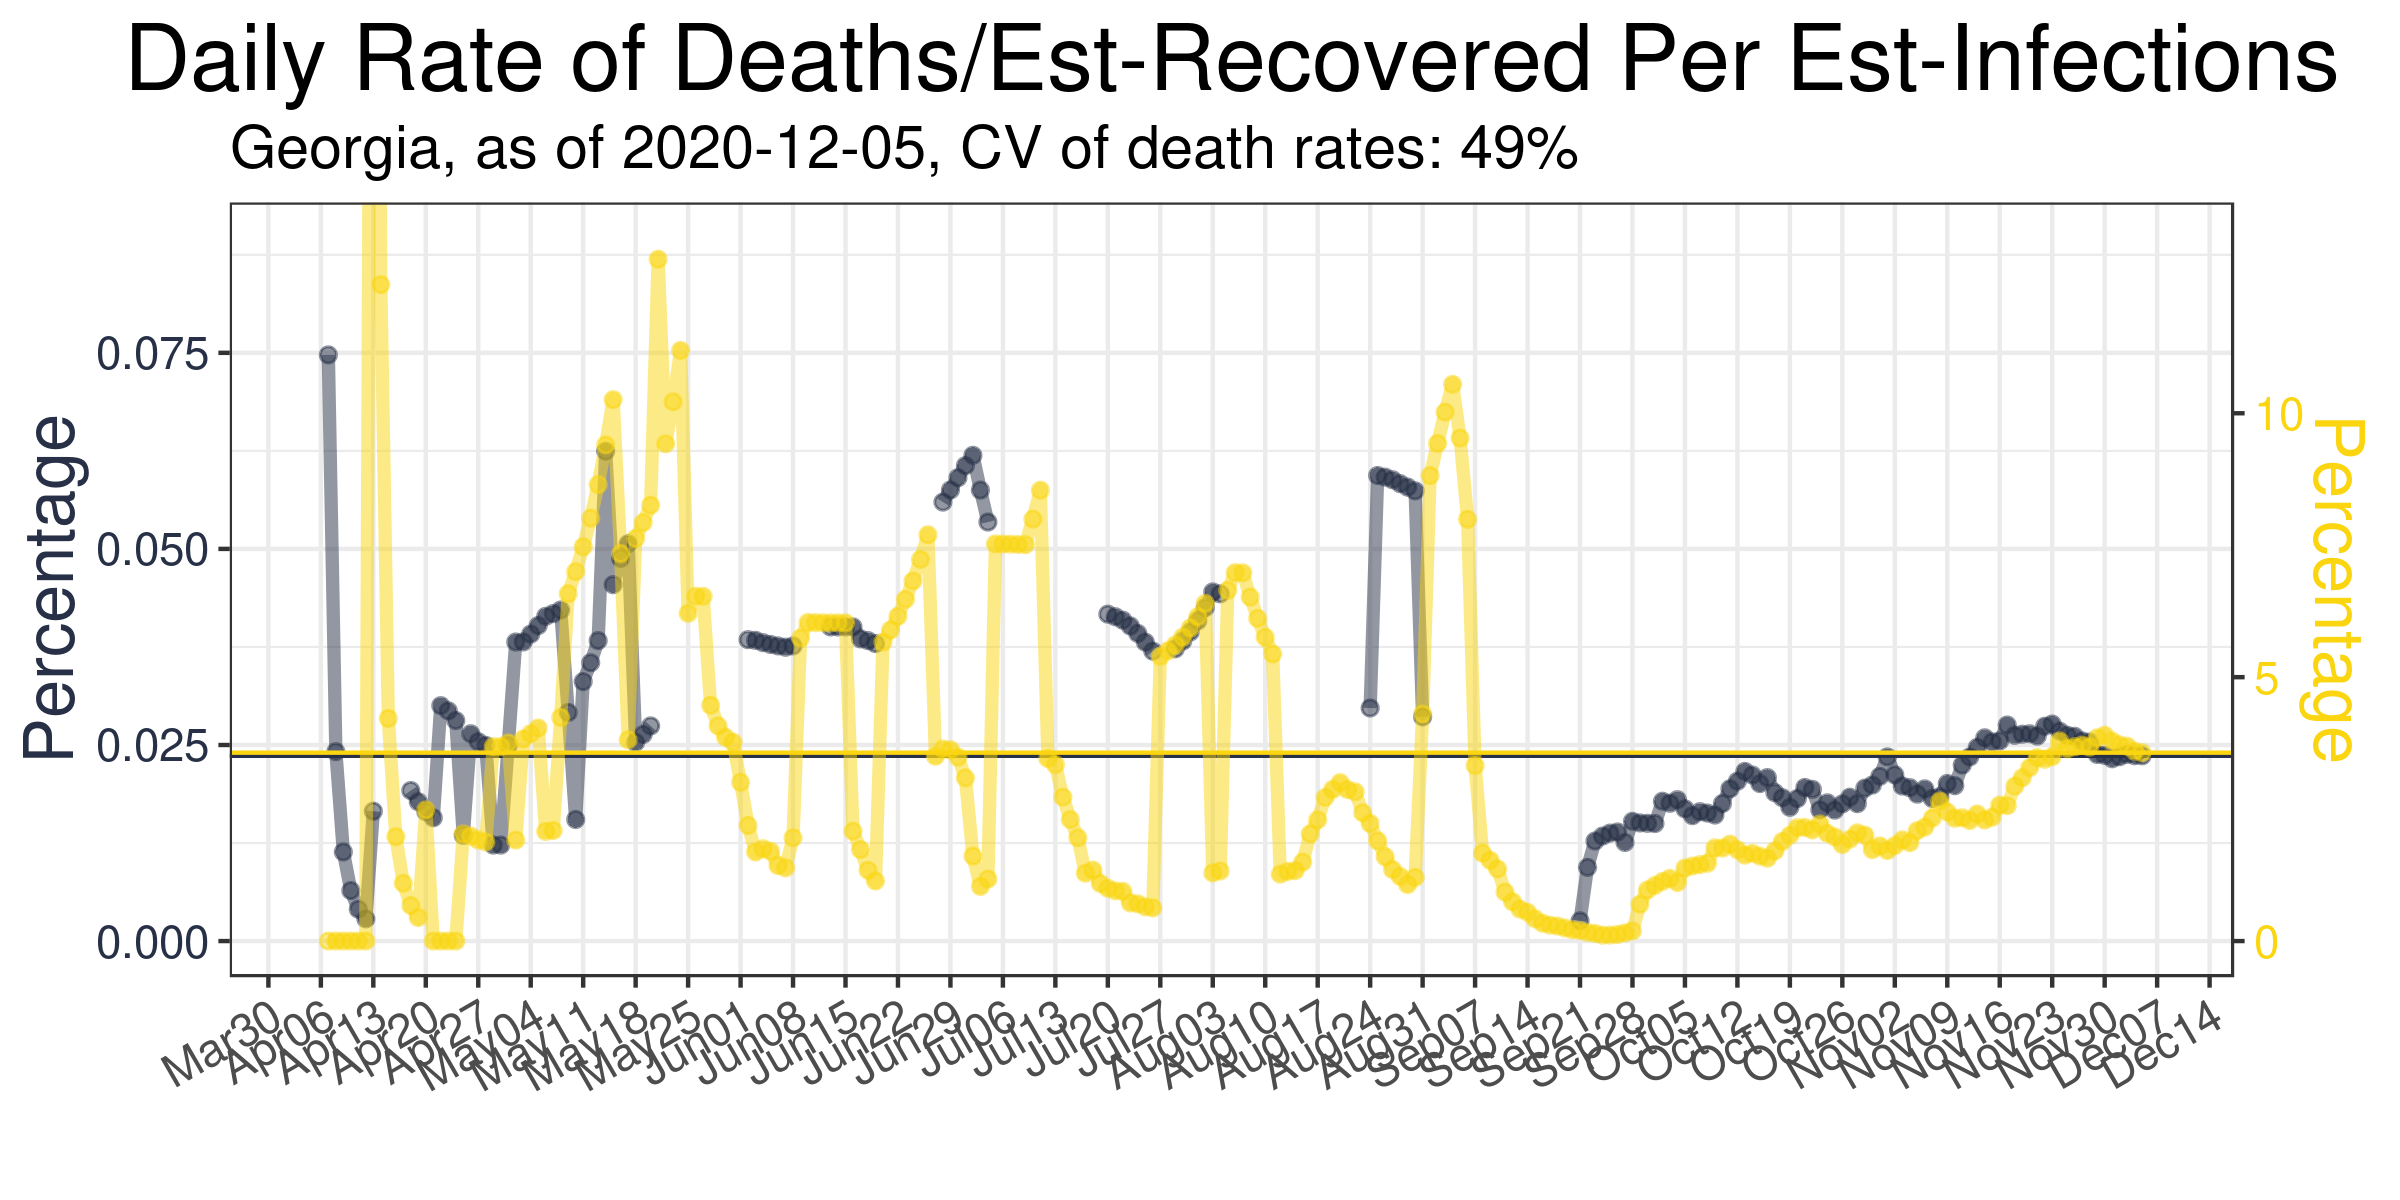 Daily Rate of Deaths/Est-Recovered Per Est-Infections
Georgia, as of 2020-12-05, CV of death rates: 49%
Percentage
0.075
0.050
0.025
0.000
10
5
0
Percentage
Mar30
Apr06
Apr13
Apr20
Apr27
May04
May11
May18
May25
Jun01
Jun08
Jun15
Jun22
Jun29
Jul06
Jul13
Jul20
Jul27
Aug03
Aug10
Aug17
Aug24
Aug31
Sep07
Sep14
Sep21
Sep28
Oct05
Oct12
Oct19
Oct26
Nov02
Nov09
Nov16
Nov23
Nov30
Dec07
Dec14